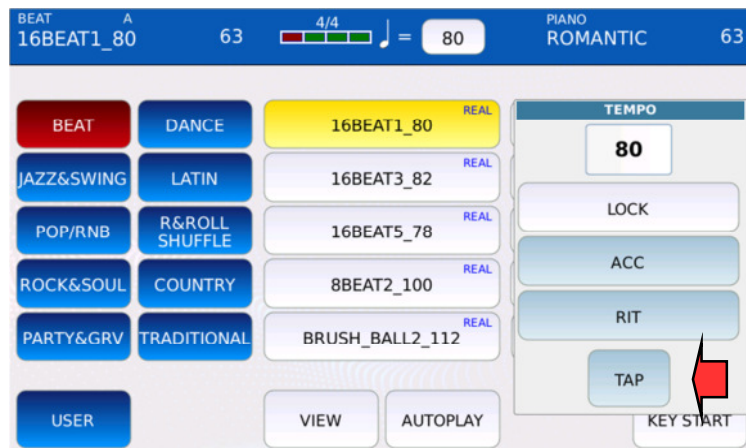 BEAT A
16BEAT1_80 63
4/4
= 80
PIANO
ROMANTIC 63
BEAT DANCE
JAZZ&SWING LATIN
POP/RNB R&ROLL
SHUFFLE
ROCK&SOUL COUNTRY
PARTY&GRV TRADITIONAL
USER
16BEAT1_80 REAL
16BEAT3_82 REAL
16BEAT5_78 REAL
8BEAT2_100 REAL
BRUSH_BALL2_112 REAL
VIEW AUTOPLAY
TEMPO
80
LOCK
ACC
RIT
TAP
KEY START